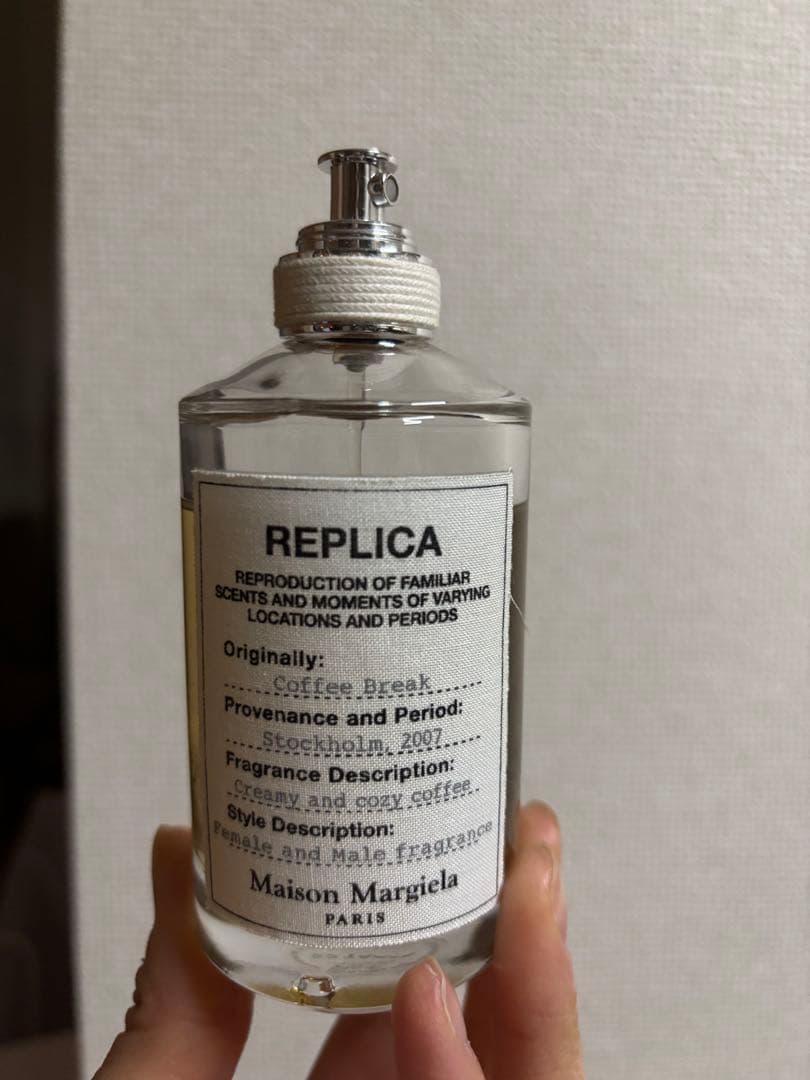 REPLICA
REPRODUCTION OF FAMILIAR
SCENTS AND MOMENTS OF VARYING
LOCATIONS AND PERIODS
Originally:
Coffee Break
Provenance and Period:
Stockholm, 2007
Fragrance Description:
Creamy and cozy coffee
Style Description:
Female and Male fragrance
Maison Margiela
PARIS